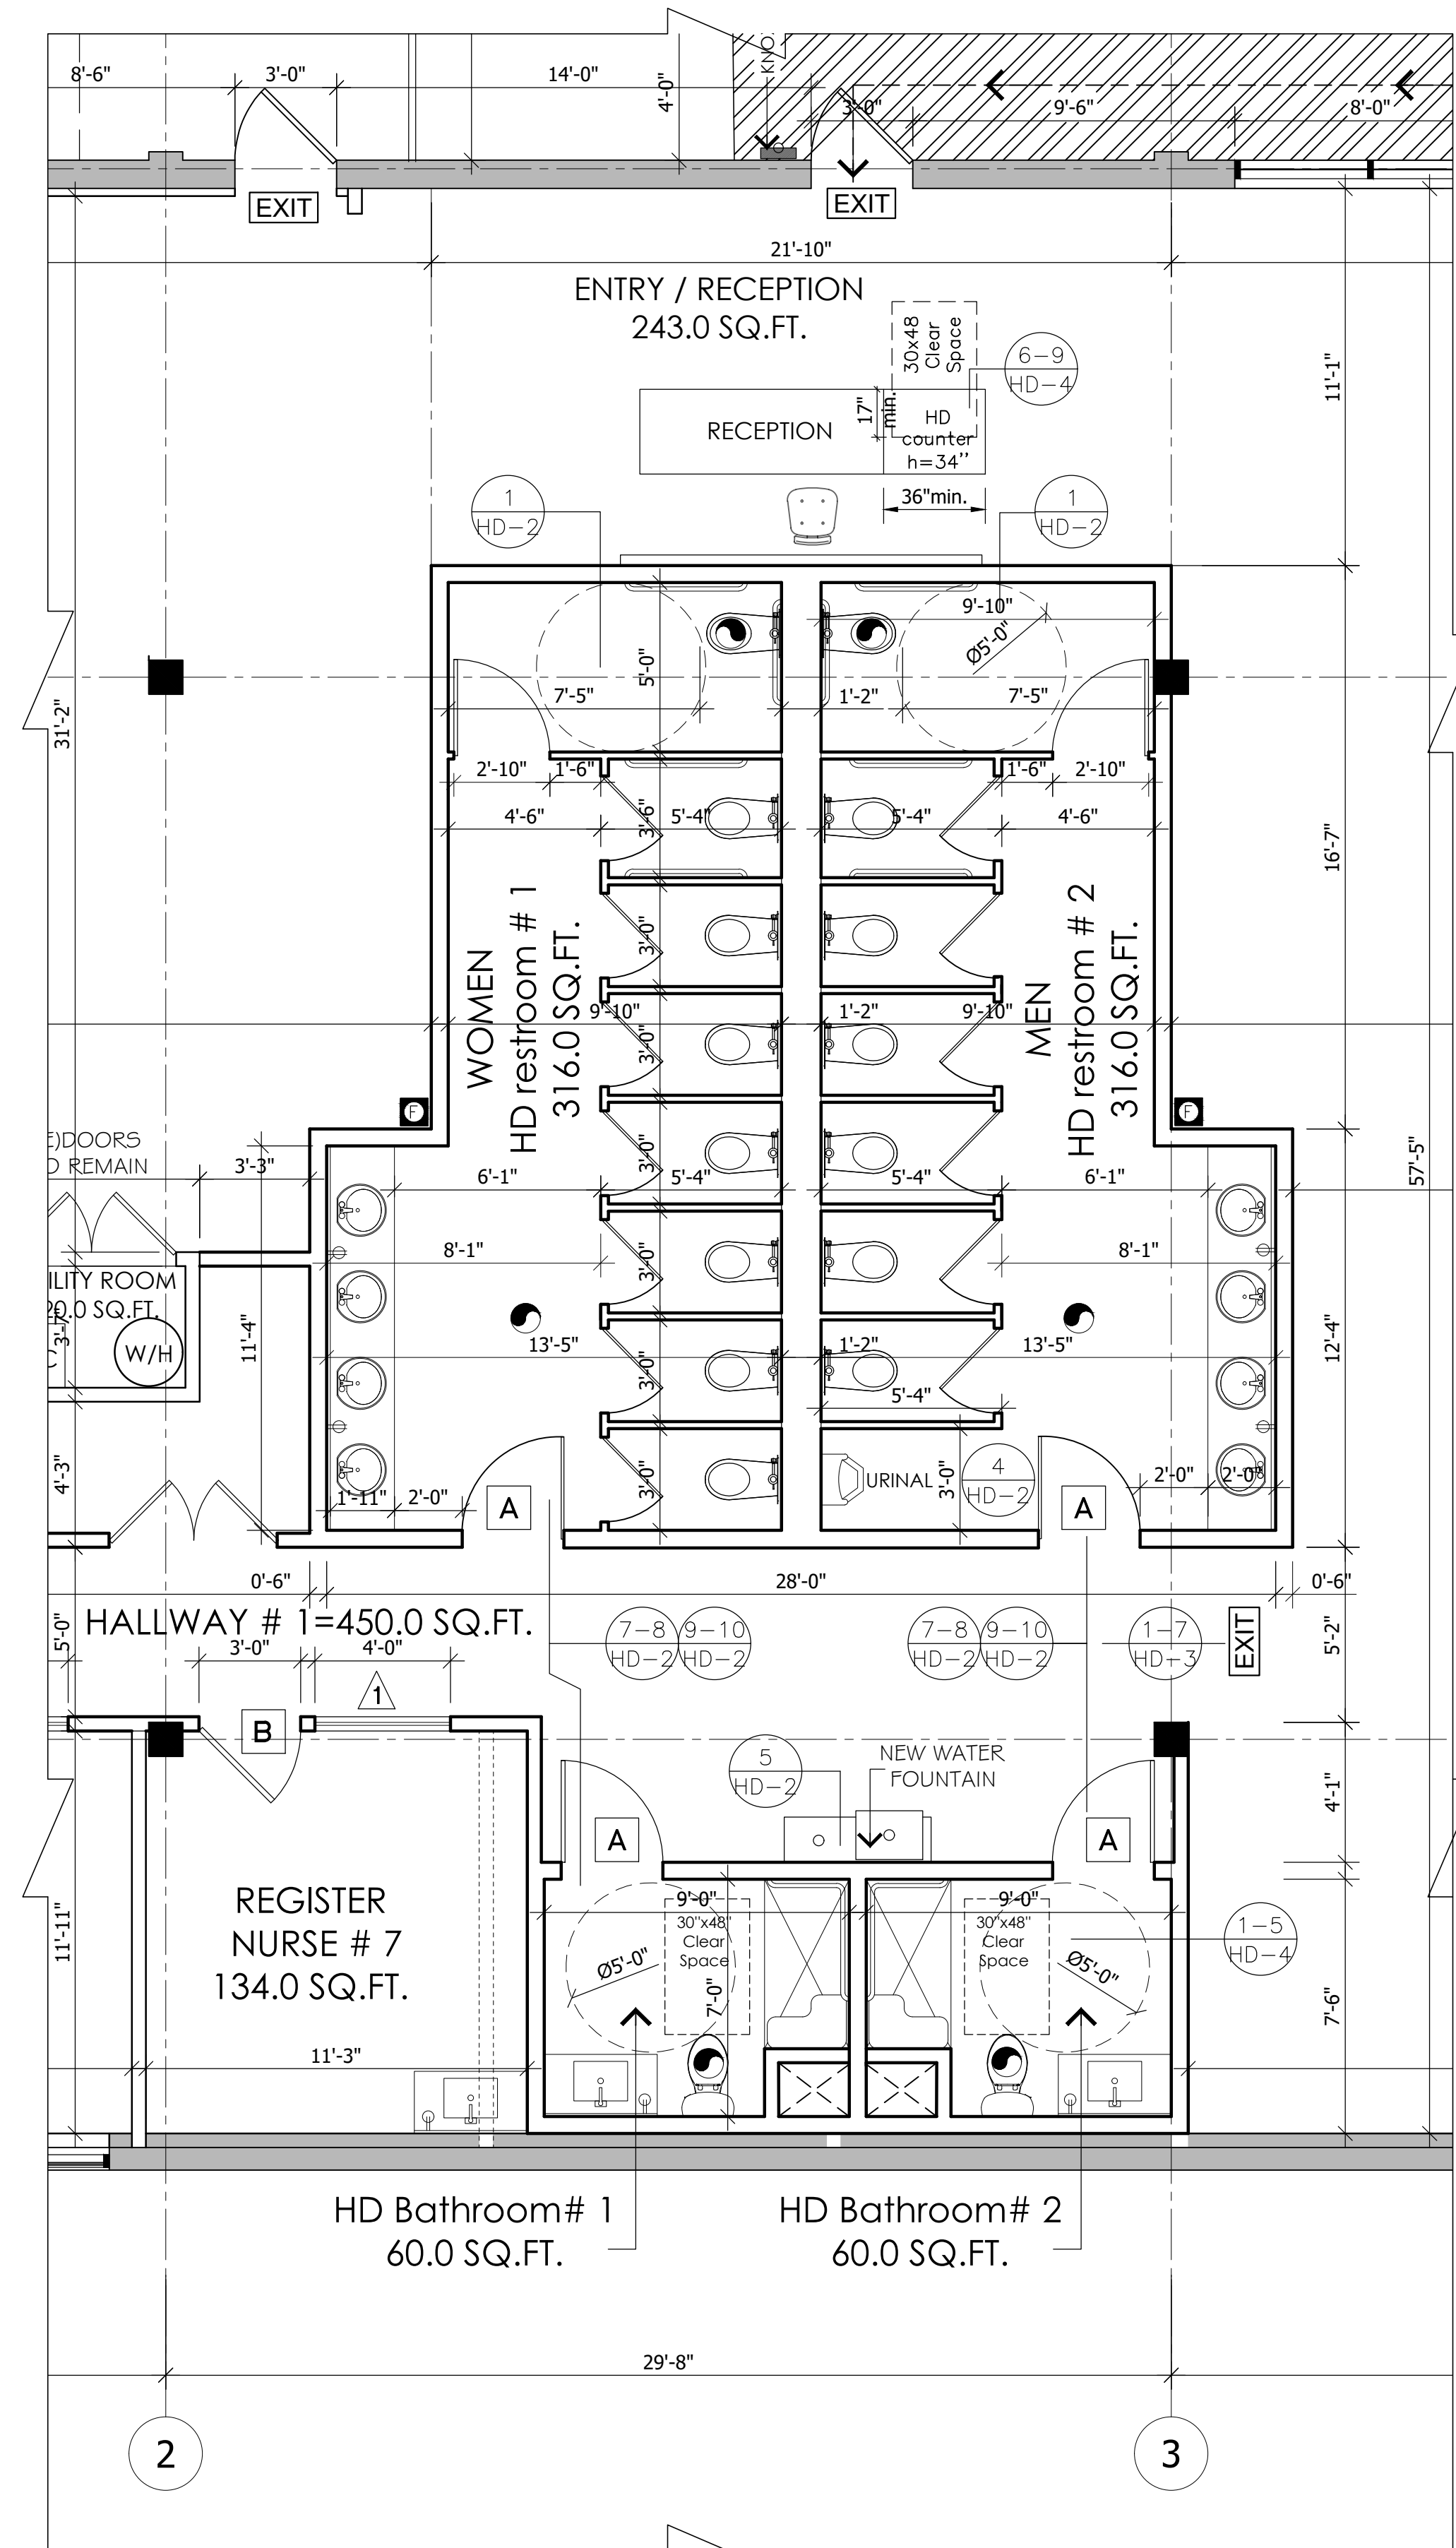 KNO
8'-6"
3'-0"
14'-0"
4'-0"
3'-0"
9'-6"
8'-0"
EXIT
EXIT
21'-10"
ENTRY / RECEPTION
243.0 SQ.FT.
30x48
Clear
Space
6-9
HD-4
11'-1"
RECEPTION
17"
min.
HD
counter
h=34''
36"min.
1
HD-2
1
HD-2
9'-10"
Ø5'-0"
5'-0"
7'-5"
1'-2"
7'-5"
31'-2"
2'-10"
1'-6"
1'-6"
2'-10"
4'-6"
3'-6"
5'-4"
5'-4"
4'-6"
16'-7"
WOMEN
HD restroom # 1
316.0 SQ.FT.
MEN
HD restroom # 2
316.0 SQ.FT.
3'-0"
9'-10"
1'-2"
9'-10"
3'-0"
F
F
E)DOORS
O REMAIN
3'-3"
3'-0"
6'-1"
5'-4"
5'-4"
6'-1"
57'-5"
8'-1"
3'-0"
8'-1"
ILITY ROOM
20.0 SQ.FT.
3'-7"
W/H
11'-4"
13'-5"
3'-0"
1'-2"
13'-5"
12'-4"
5'-4"
4'-3"
1'-11"
2'-0"
A
3'-0"
URINAL
3'-0"
4
HD-2
A
2'-0"
2'-0"
0'-6"
28'-0"
0'-6"
HALLWAY # 1=450.0 SQ.FT.
5'-0"
3'-0"
4'-0"
1
7-8
HD-2
9-10
HD-2
7-8
HD-2
9-10
HD-2
1-7
HD-3
EXIT
5'-2"
B
5
HD-2
NEW WATER
FOUNTAIN
4'-1"
A
A
REGISTER
NURSE # 7
134.0 SQ.FT.
11'-11"
9'-0"
30"x48"
Clear
Space
Ø5'-0"
7'-0"
9'-0"
30"x48"
Clear
Space
Ø5'-0"
1-5
HD-4
7'-6"
11'-3"
HD Bathroom# 1
60.0 SQ.FT.
HD Bathroom# 2
60.0 SQ.FT.
29'-8"
2
3